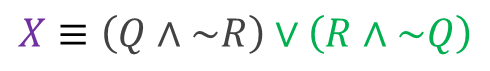 X ≡ (Q ∧ ~R) ∨ (R ∧ ~Q)